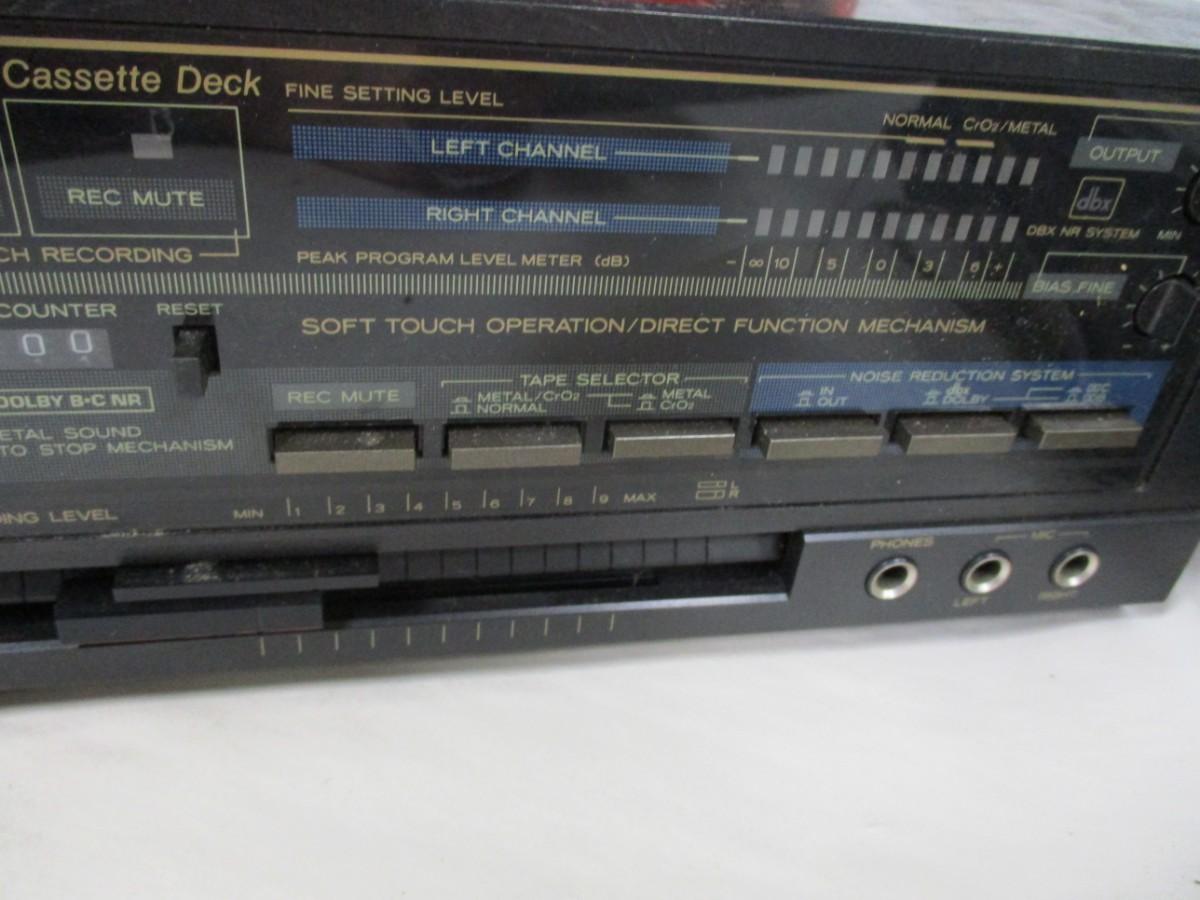 Cassette Deck
FINE SETTING LEVEL
NORMAL CrO2/METAL
LEFT CHANNEL
OUTPUT
REC MUTE
dbx
RIGHT CHANNEL
DBX NR SYSTEM MIN
CH RECORDING
PEAK PROGRAM LEVEL METER (dB)
- ∞ 10 5 0 3 6 +
BIAS FINE
COUNTER
RESET
SOFT TOUCH OPERATION/DIRECT FUNCTION MECHANISM
0 0
TAPE SELECTOR
NOISE REDUCTION SYSTEM
DOLBY B·C NR
REC MUTE
METAL/CrO2
NORMAL
METAL
CrO2
IN
OUT
dbx
DOLBY
ETAL SOUND
TO STOP MECHANISM
DING LEVEL
MIN 1 2 3 4 5 6 7 8 9 MAX
L
R
PHONES
MIC
LEFT
RIGHT